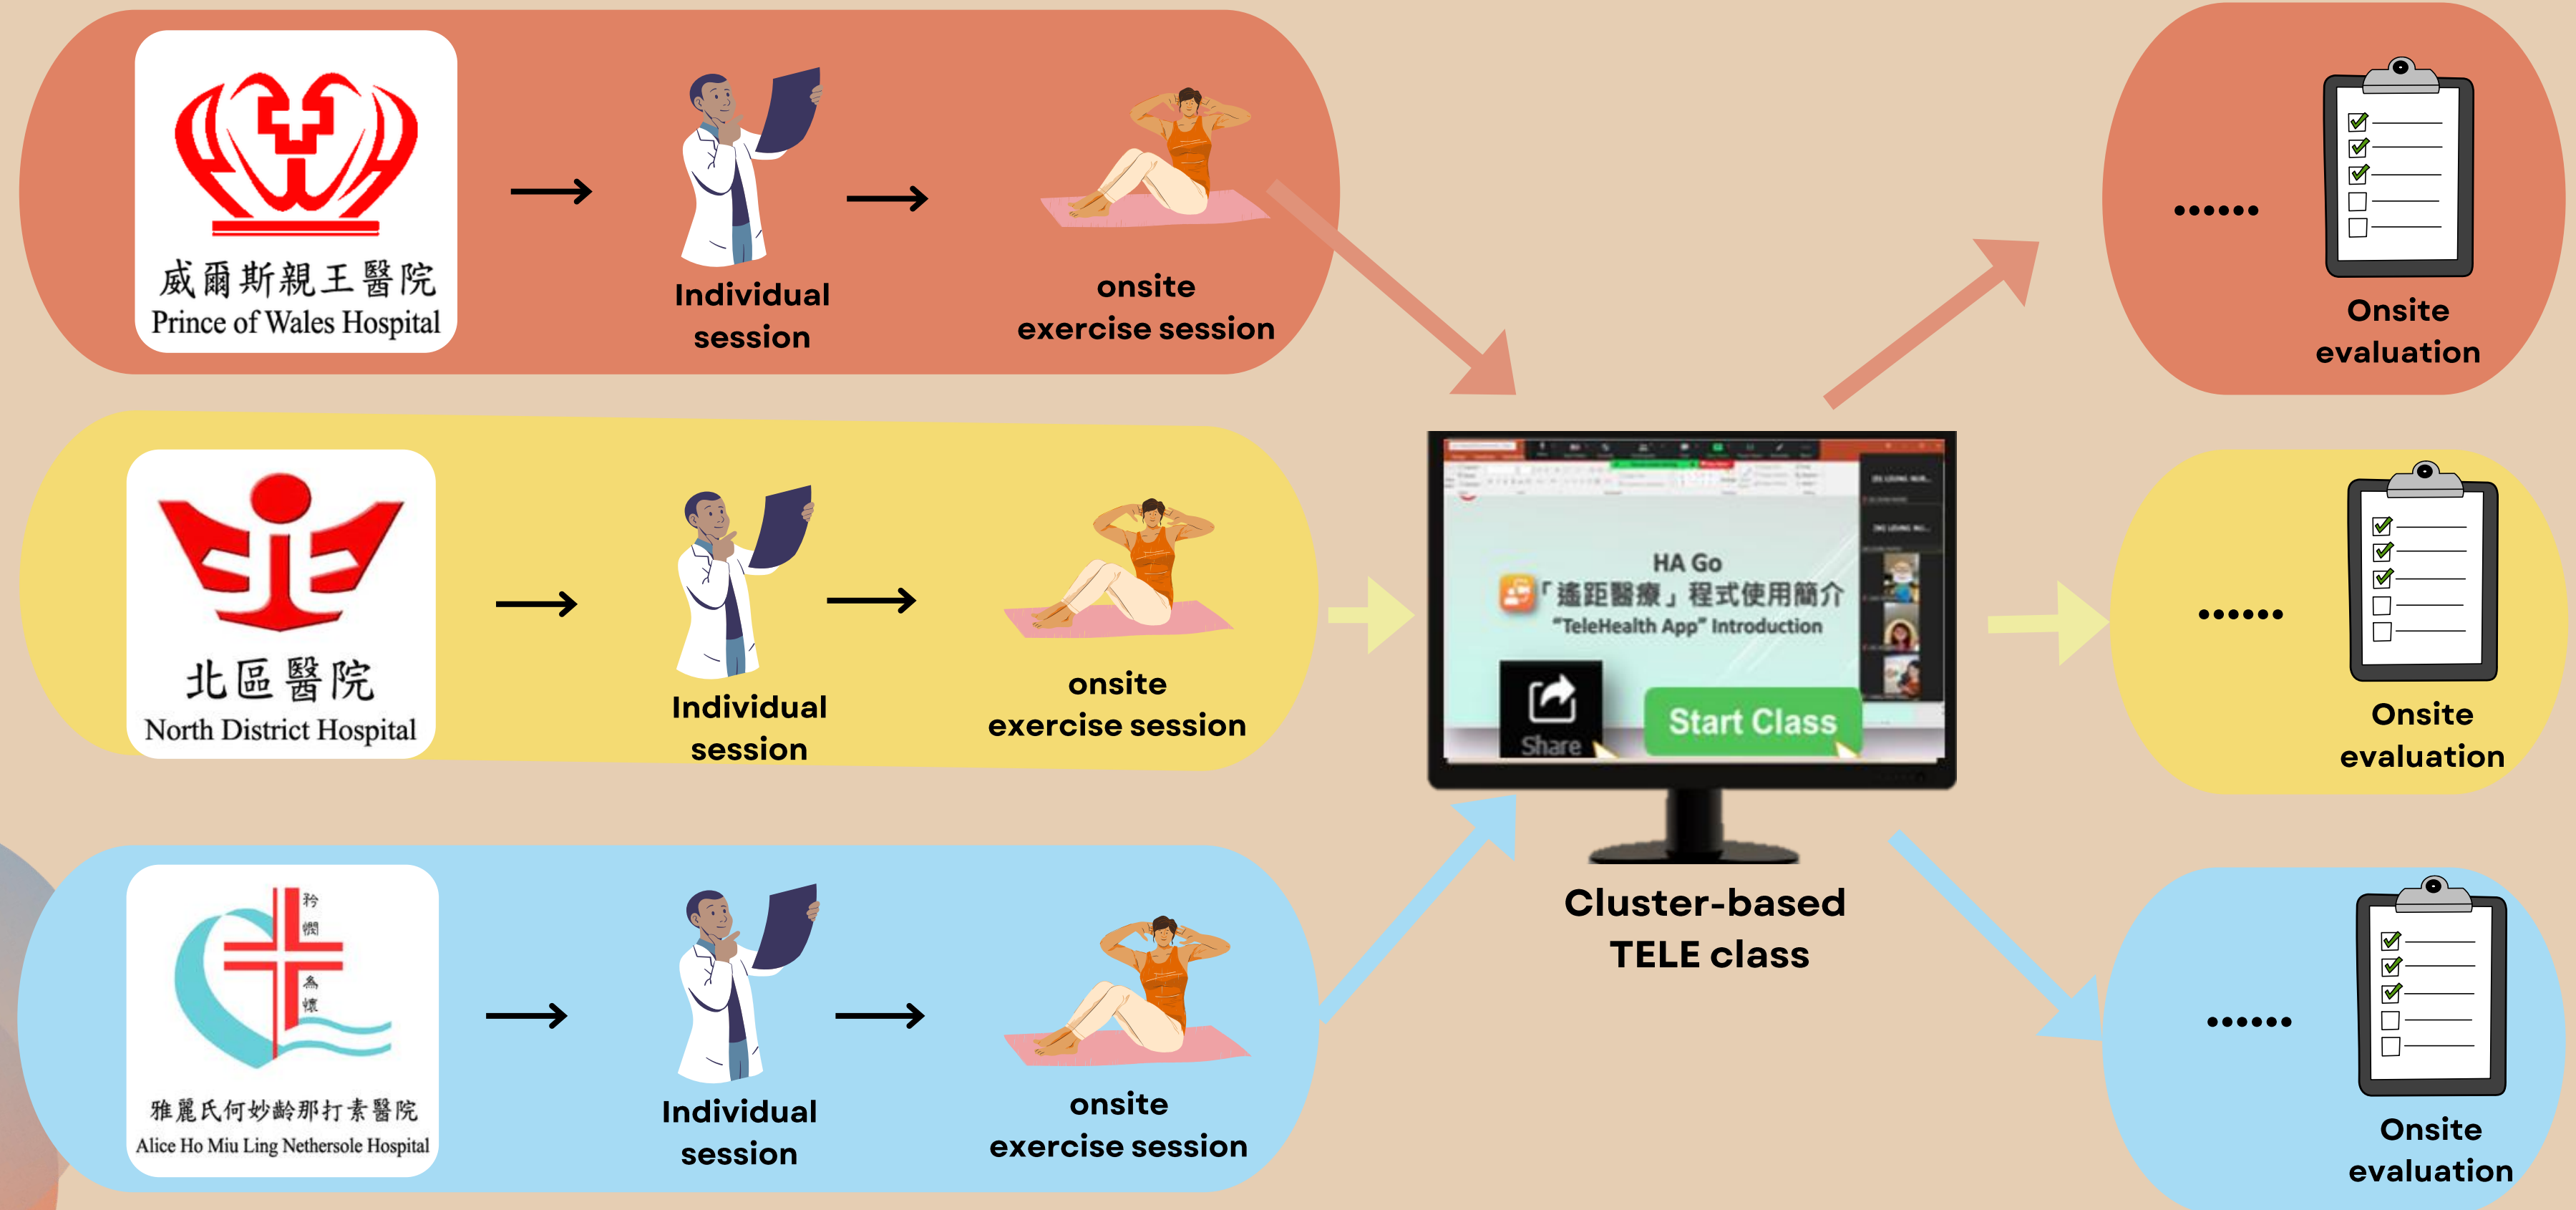 威爾斯親王醫院
Prince of Wales Hospital
Individual
session
onsite
exercise session
Onsite
evaluation
北區醫院
North District Hospital
Individual
session
onsite
exercise session
HA Go
「遙距醫療」程式使用簡介
“TeleHealth App” Introduction
Share
Start Class
Cluster-based
TELE class
Onsite
evaluation
矜
憫
為
懷
雅麗氏何妙齡那打素醫院
Alice Ho Miu Ling Nethersole Hospital
Individual
session
onsite
exercise session
Onsite
evaluation